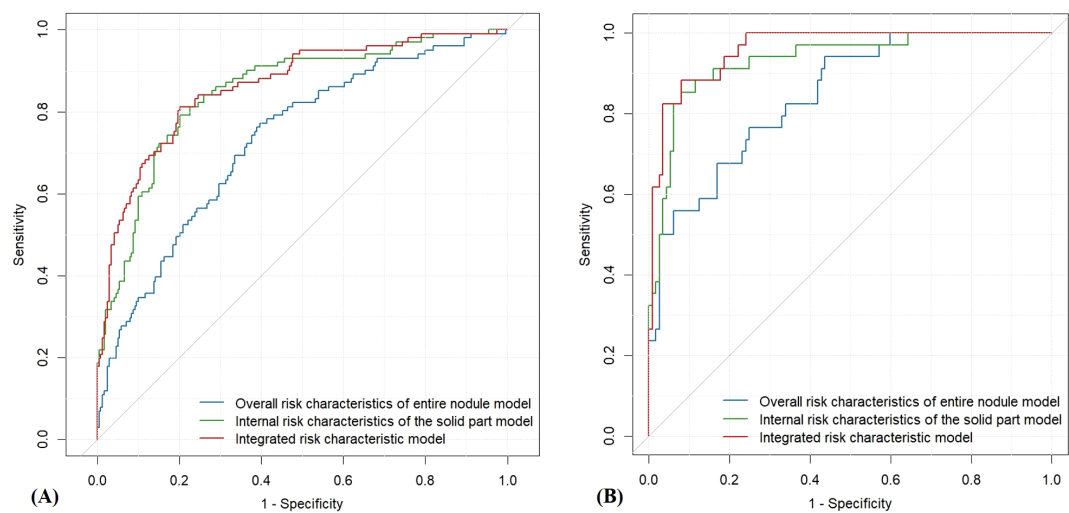 1.0
0.8
0.6
0.4
0.2
0.0
Sensitivity
Overall risk characteristics of entire nodule model
Internal risk characteristics of the solid part model
Integrated risk characteristic model
0.0 0.2 0.4 0.6 0.8 1.0
1 - Specificity
(A)
1.0
0.8
0.6
0.4
0.2
0.0
Sensitivity
Overall risk characteristics of entire nodule model
Internal risk characteristics of the solid part model
Integrated risk characteristic model
0.0 0.2 0.4 0.6 0.8 1.0
1 - Specificity
(B)